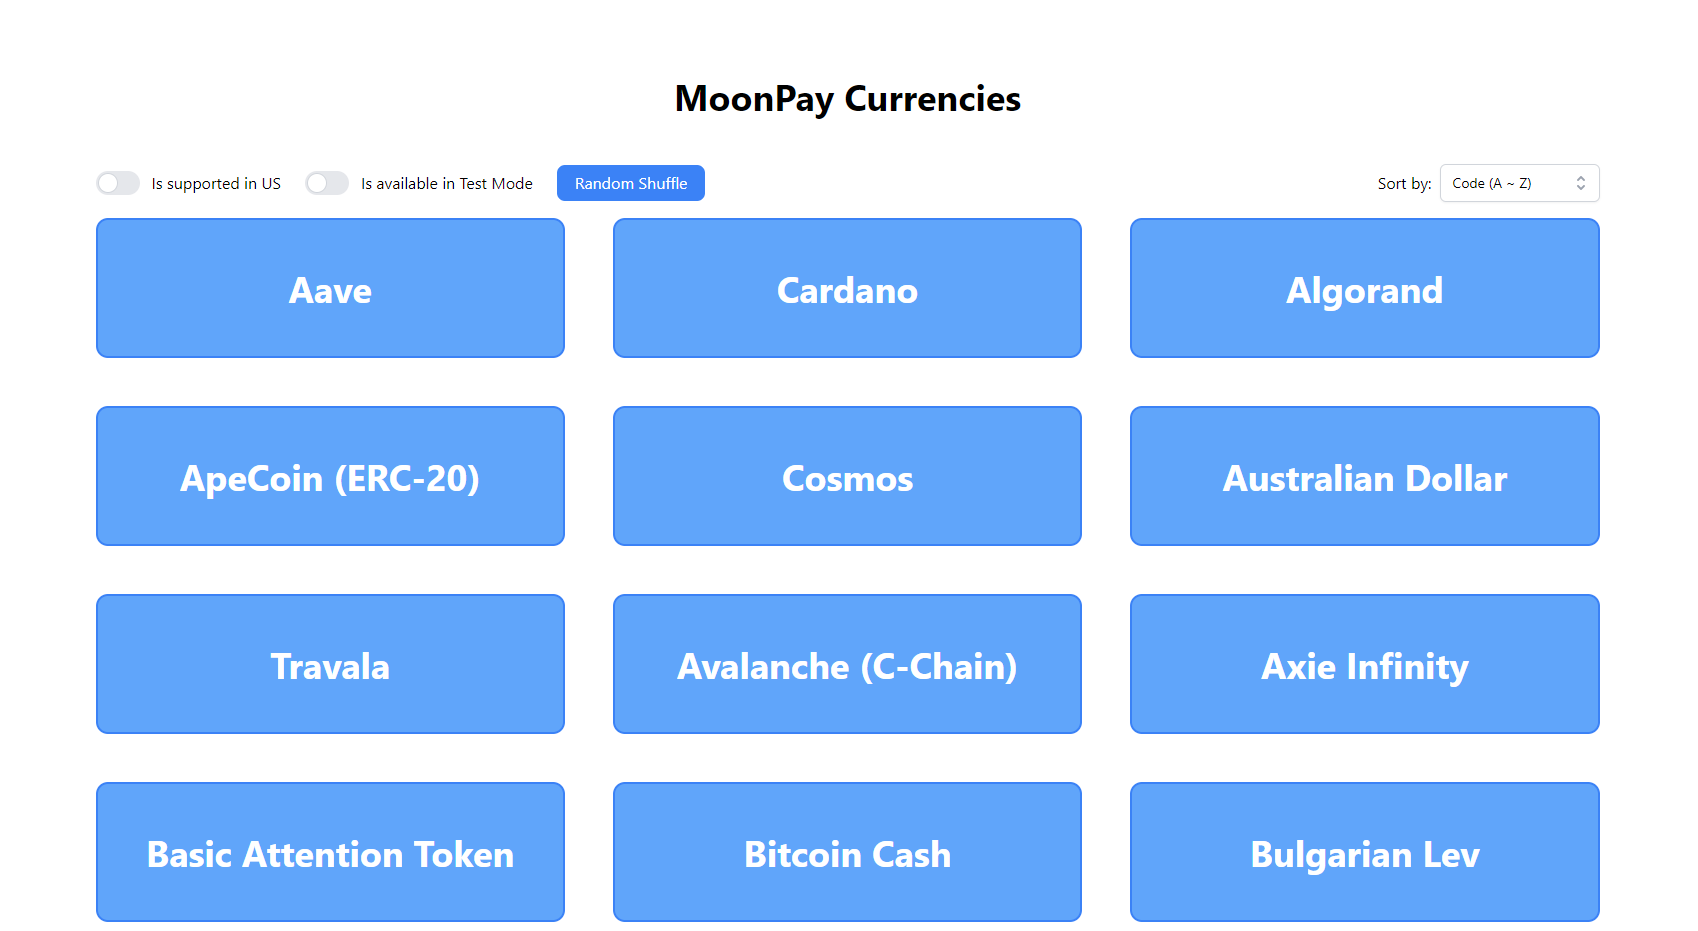 MoonPay Currencies
Is supported in US
Is available in Test Mode
Random Shuffle
Sort by:
Code (A ~ Z)
Aave
Cardano
Algorand
ApeCoin (ERC-20)
Cosmos
Australian Dollar
Travala
Avalanche (C-Chain)
Axie Infinity
Basic Attention Token
Bitcoin Cash
Bulgarian Lev